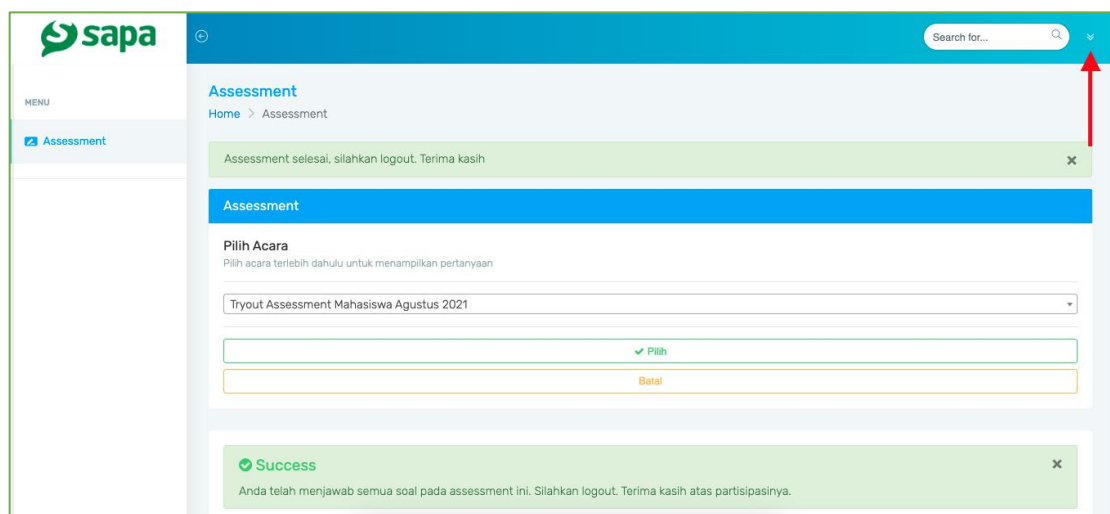 sapa
Search for...
MENU
Assessment
Assessment
Home > Assessment
Assessment selesai, silahkan logout. Terima kasih
Assessment
Pilih Acara
Pilih acara terlebih dahulu untuk menampilkan pertanyaan
Tryout Assessment Mahasiswa Agustus 2021
Pilih
Batal
Success
Anda telah menjawab semua soal pada assessment ini. Silahkan logout. Terima kasih atas partisipasinya.